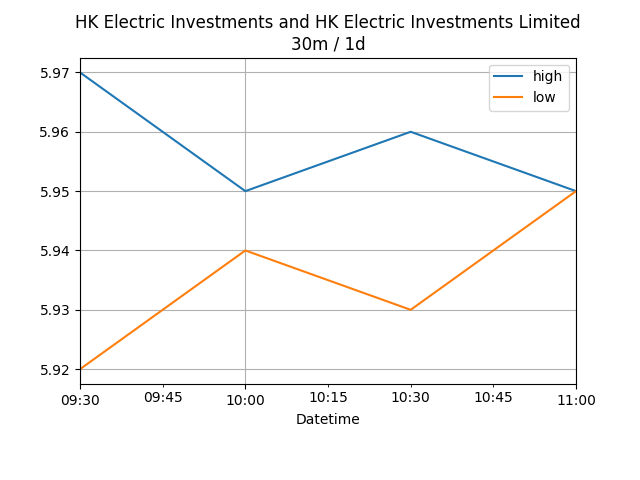 HK Electric Investments and HK Electric Investments Limited
30m / 1d
high
low
5.97
5.96
5.95
5.94
5.93
5.92
09:30 09:45 10:00 10:15 10:30 10:45 11:00
Datetime